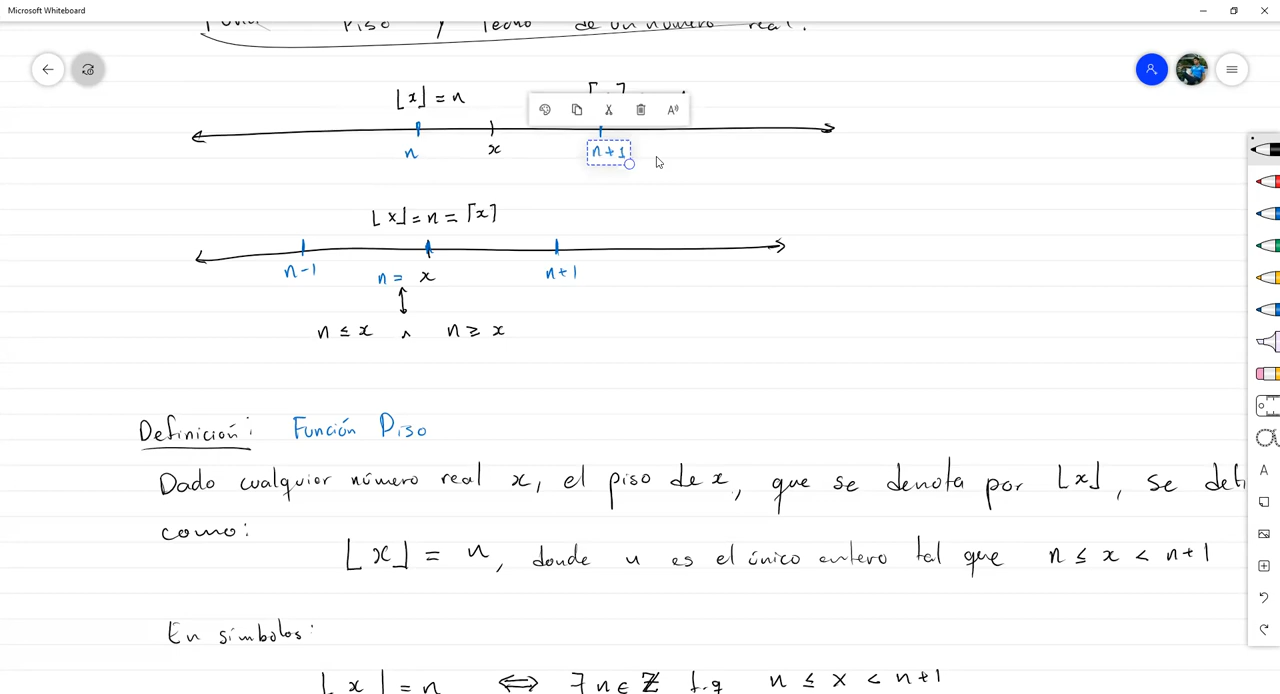 Microsoft Whiteboard
Piso y Techo de un número real.
⌊x⌋ = n
n x n+1
⌊x⌋ = n = ⌈x⌉
n-1 n = x n+1
n ≤ x ∧ n ≥ x
Definición: Función Piso
Dado cualquier número real x, el piso de x, que se denota por ⌊x⌋, se defi
como:
⌊x⌋ = n, donde n es el único entero tal que n ≤ x < n+1
En símbolos:
⌊x⌋ = n ⟺ ∃ n ∈ ℤ t.q n ≤ x < n+1